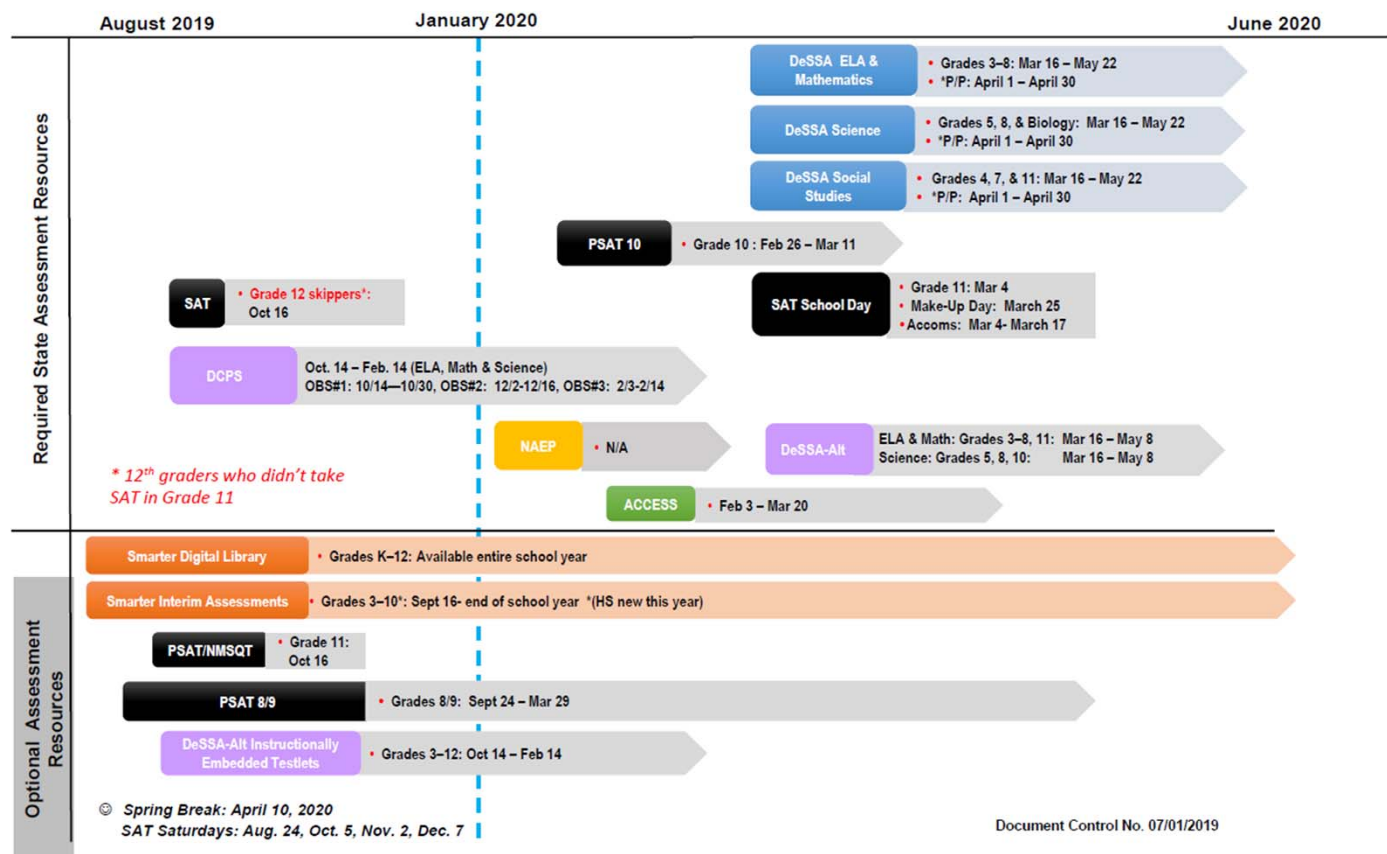 August 2019
January 2020
June 2020
Required State Assessment Resources
DeSSA ELA &
Mathematics
• Grades 3–8: Mar 16 – May 22
• *P/P: April 1 – April 30
DeSSA Science
• Grades 5, 8, & Biology: Mar 16 – May 22
• *P/P: April 1 – April 30
DeSSA Social
Studies
• Grades 4, 7, & 11: Mar 16 – May 22
• *P/P: April 1 – April 30
PSAT 10
• Grade 10 : Feb 26 – Mar 11
SAT
• Grade 12 skippers*:
Oct 16
SAT School Day
• Grade 11: Mar 4
• Make-Up Day: March 25
• Accoms: Mar 4- March 17
DCPS
Oct. 14 – Feb. 14 (ELA, Math & Science)
OBS#1: 10/14—10/30, OBS#2: 12/2-12/16, OBS#3: 2/3-2/14
NAEP
• N/A
DeSSA-Alt
ELA & Math: Grades 3–8, 11: Mar 16 – May 8
Science: Grades 5, 8, 10: Mar 16 – May 8
* 12th graders who didn't take
SAT in Grade 11
ACCESS
• Feb 3 – Mar 20
Optional Assessment
Resources
Smarter Digital Library
• Grades K–12: Available entire school year
Smarter Interim Assessments
• Grades 3–10*: Sept 16- end of school year *(HS new this year)
PSAT/NMSQT
• Grade 11:
Oct 16
PSAT 8/9
• Grades 8/9: Sept 24 – Mar 29
DeSSA-Alt Instructionally
Embedded Testlets
• Grades 3–12: Oct 14 – Feb 14
☺ Spring Break: April 10, 2020
SAT Saturdays: Aug. 24, Oct. 5, Nov. 2, Dec. 7
Document Control No. 07/01/2019